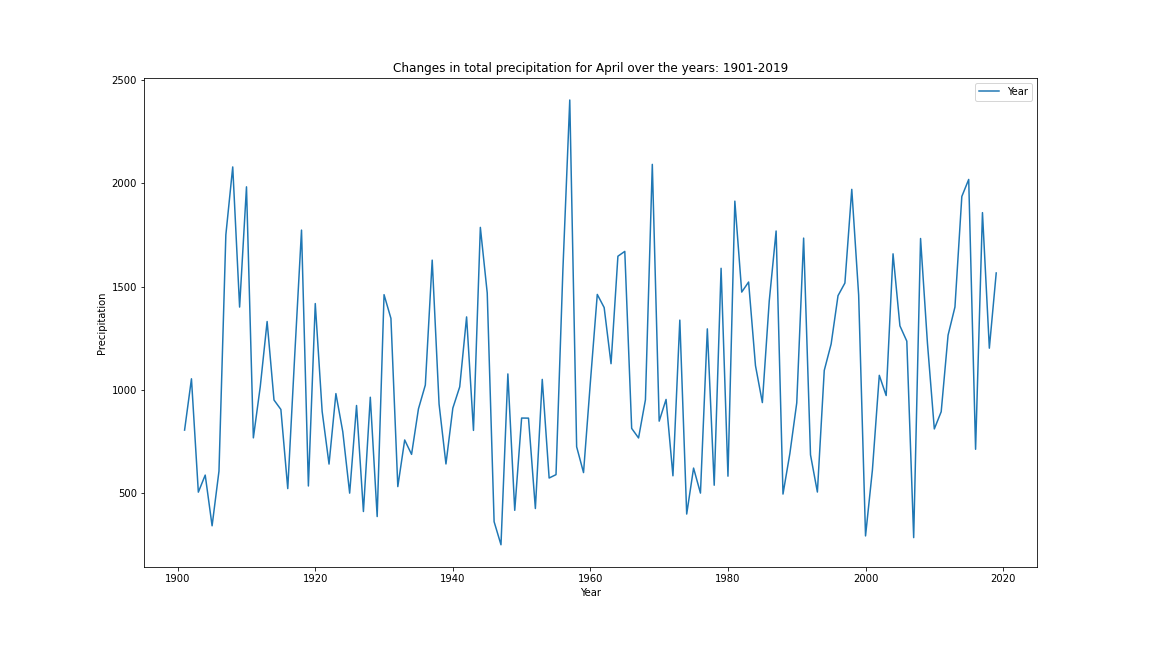 Changes in total precipitation for April over the years: 1901-2019
Year
2500
2000
1500
1000
500
Precipitation
1900 1920 1940 1960 1980 2000 2020
Year